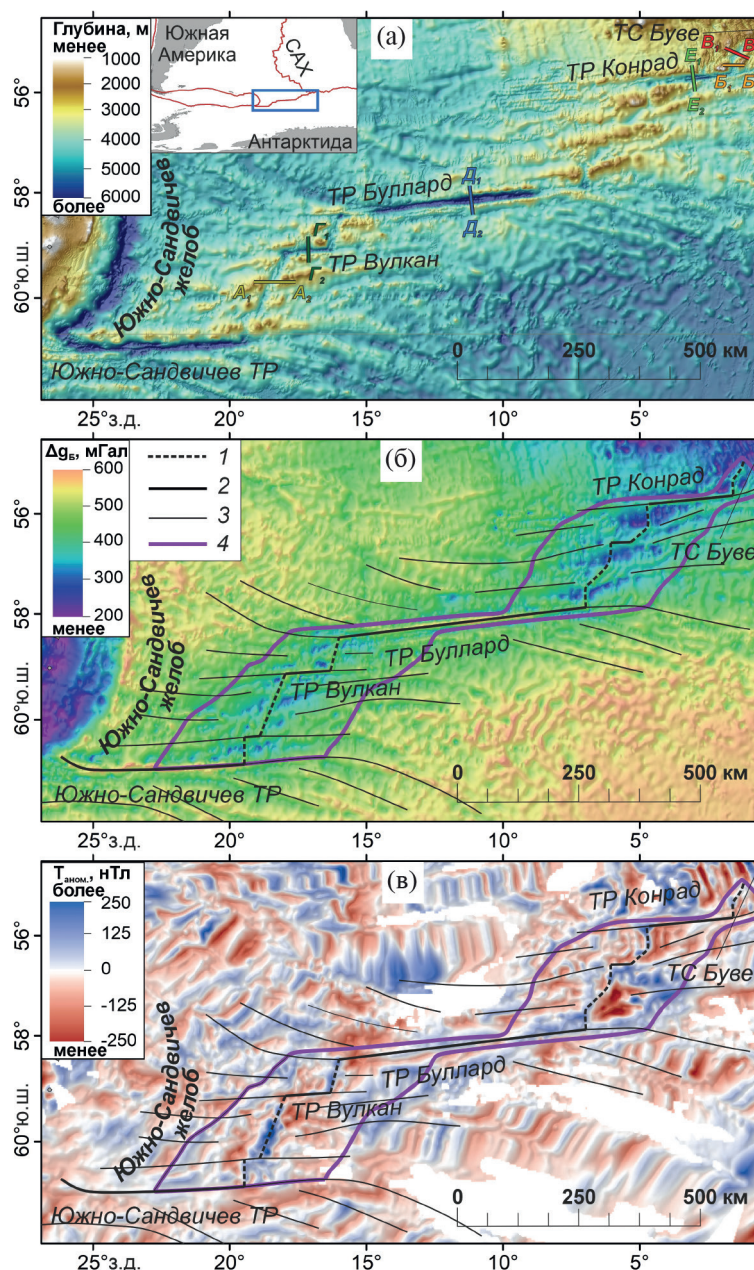 Глубина, м
менее
1000
2000
3000
4000
5000
6000
более
Южная
Америка
САХ
Антарктида
(а)
ТС Буве
В₁
В
ТР Конрад
Е₁
Е₂
Б₁
Б
ТР Буллард
Д₁
Д₂
Г₁
Г₂
ТР Вулкан
А₁
А₂
Южно-Сандвичев
желоб
Южно-Сандвичев ТР
0 250 500 км
56°
58°
60°ю.ш.
25°з.д. 20° 15° 10° 5°
Δgб, мГал
600
500
400
300
200
менее
1
2
3
4
(б)
ТР Конрад
ТС Буве
ТР Буллард
ТР Вулкан
Южно-Сандвичев
желоб
Южно-Сандвичев ТР
0 250 500 км
56°
58°
60°ю.ш.
25°з.д. 20° 15° 10° 5°
Tаном., нТл
более
250
125
0
-125
-250
менее
(в)
ТР Конрад
ТС Буве
ТР Буллард
ТР Вулкан
Южно-Сандвичев
желоб
Южно-Сандвичев ТР
0 250 500 км
56°
58°
60°ю.ш.
25°з.д. 20° 15° 10° 5°